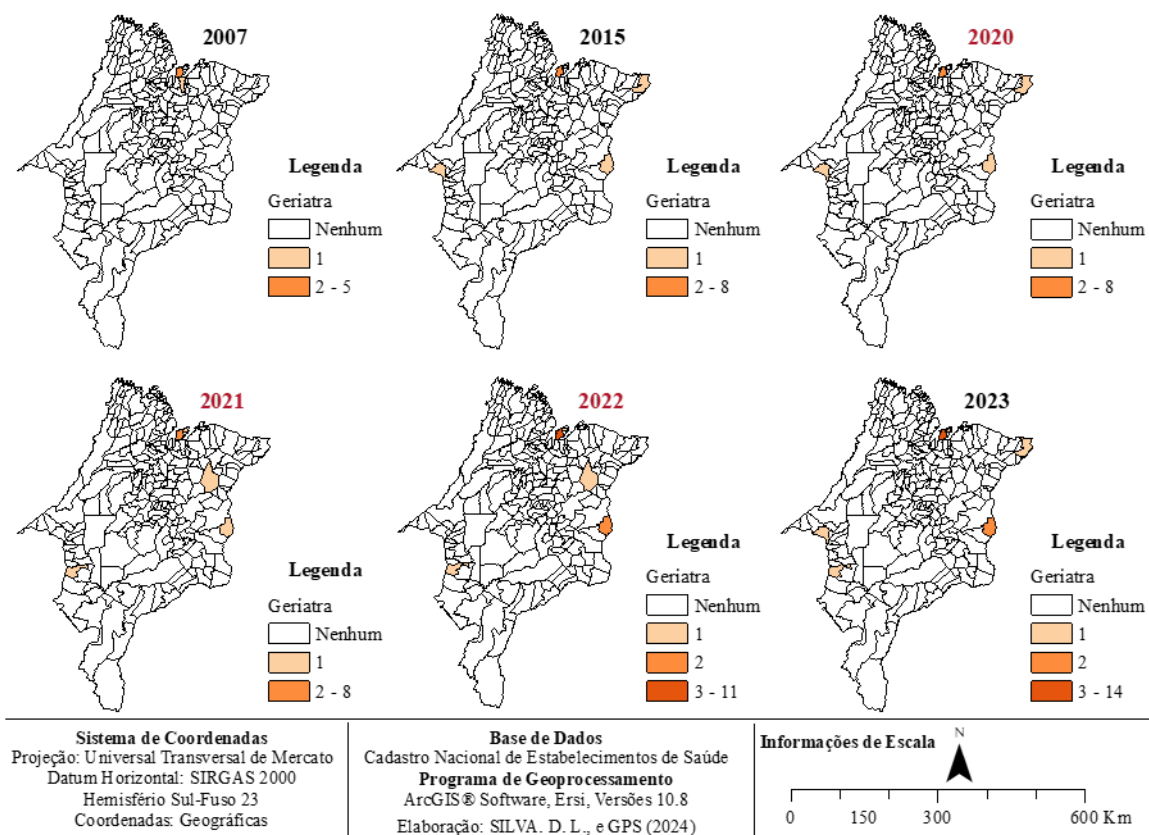 2007
Legenda
Geriatra
Nenhum
1
2 - 5
2015
Legenda
Geriatra
Nenhum
1
2 - 8
2020
Legenda
Geriatra
Nenhum
1
2 - 8
2021
Legenda
Geriatra
Nenhum
1
2 - 8
2022
Legenda
Geriatra
Nenhum
1
2
3 - 11
2023
Legenda
Geriatra
Nenhum
1
2
3 - 14
Sistema de Coordenadas
Projeção: Universal Transversal de Mercato
Datum Horizontal: SIRGAS 2000
Hemisfério Sul-Fuso 23
Coordenadas: Geográficas
Base de Dados
Cadastro Nacional de Estabelecimentos de Saúde
Programa de Geoprocessamento
ArcGIS® Software, Ersi, Versões 10.8
Elaboração: SILVA. D. L., e GPS (2024)
Informações de Escala
N
0 150 300 600 Km